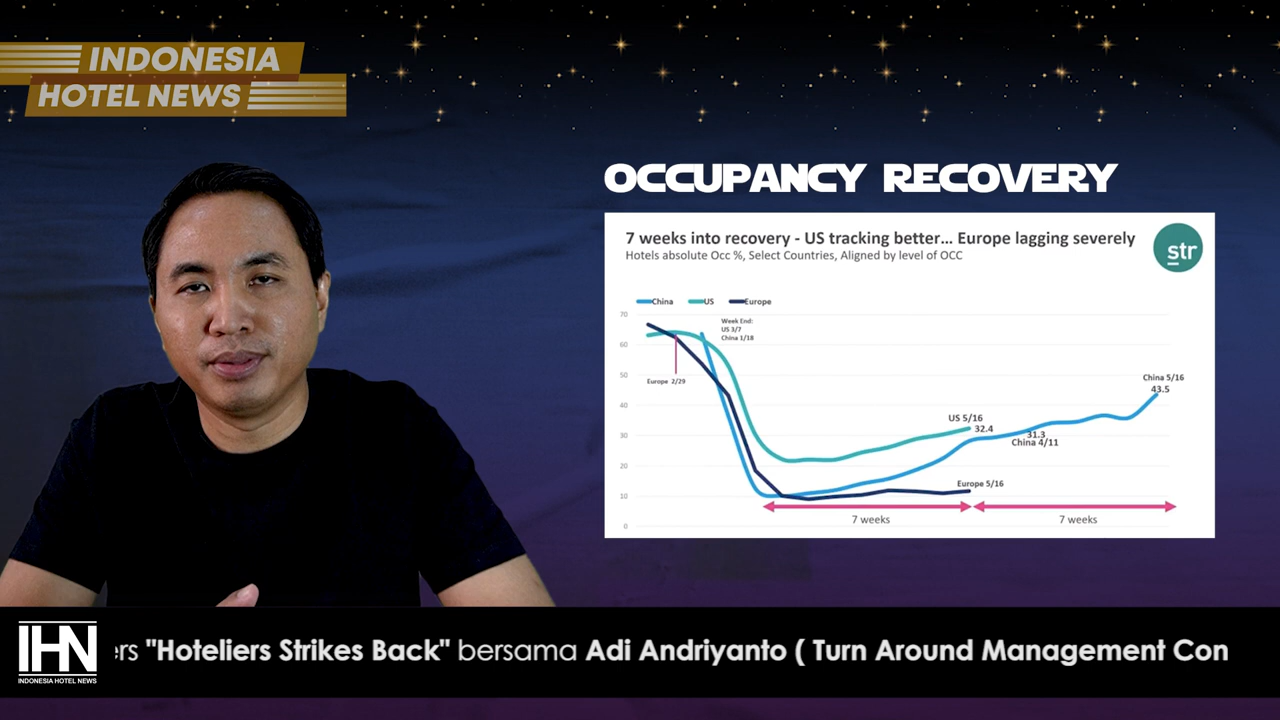 INDONESIA
HOTEL NEWS
OCCUPANCY RECOVERY
7 weeks into recovery - US tracking better... Europe lagging severely
Hotels absolute Occ %, Select Countries, Aligned by level of OCC
str
China US Europe
Week End:
US 3/7
China 1/18
70
60
50
40
30
20
10
0
Europe 2/29
China 5/16
43.5
US 5/16
32.4
31.3
China 4/11
Europe 5/16
7 weeks 7 weeks
IHN
INDONESIA HOTEL NEWS
ers "Hoteliers Strikes Back" bersama Adi Andriyanto ( Turn Around Management Con